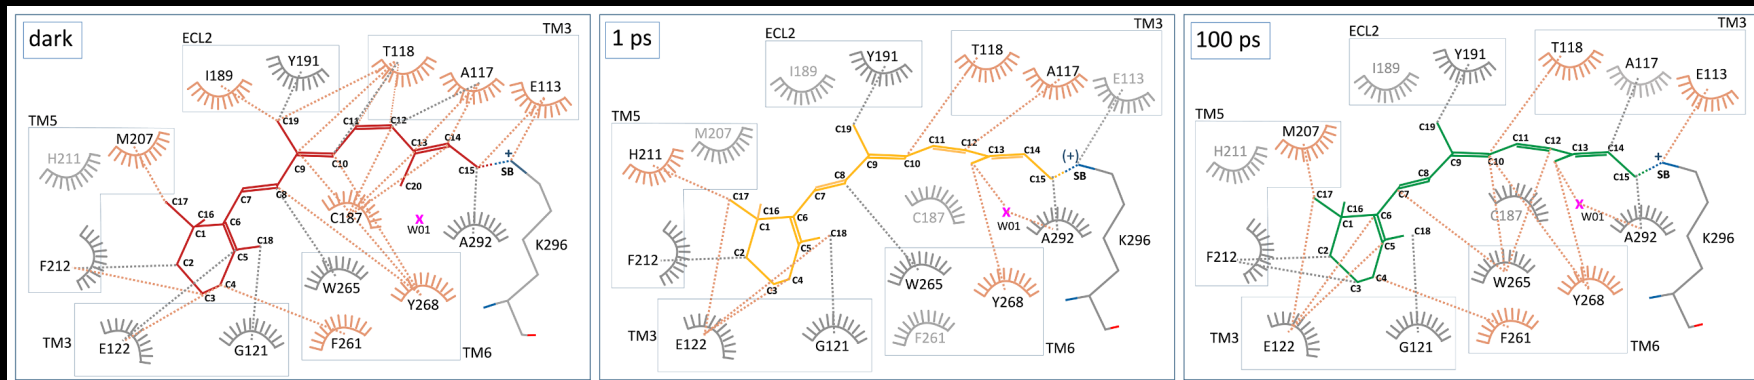 dark
ECL2
TM3
I189
Y191
T118
A117
E113
TM5
H211
M207
C19
C11
C12
C13
C14
C9
C10
C15
+
SB
C20
C8
C7
C17
C16
C6
C1
C18
C5
C2
C4
C3
C187
X
W01
A292
K296
F212
W265
Y268
TM3
E122
G121
F261
TM6
1 ps
ECL2
TM3
I189
Y191
T118
A117
E113
TM5
H211
M207
C19
C11
C12
C13
C14
C9
C10
C15
(+)
SB
C8
C7
C17
C16
C6
C1
C18
C5
C2
C4
C3
C187
X
W01
A292
K296
F212
W265
Y268
TM3
E122
G121
F261
TM6
100 ps
ECL2
TM3
I189
Y191
T118
A117
E113
TM5
H211
M207
C19
C11
C12
C13
C14
C9
C10
C15
+
SB
C8
C7
C17
C16
C6
C1
C18
C5
C2
C4
C3
C187
X
W01
A292
K296
F212
W265
Y268
TM3
E122
G121
F261
TM6